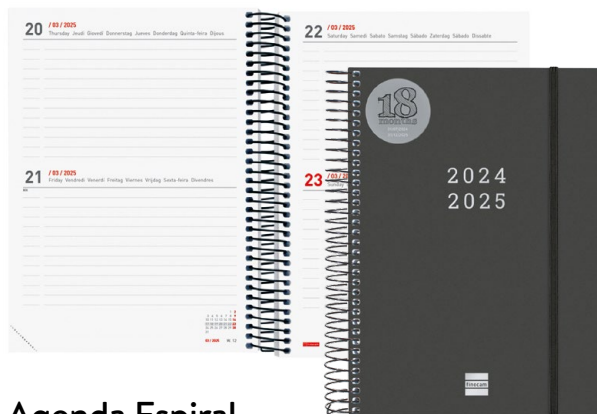 20 / 03 / 2025
Thursday Jeudi Giovedì Donnerstag Jueves Donderdag Quinta-feira Dijous
21 / 03 / 2025
Friday Vendredi Venerdì Freitag Viernes Vrijdag Sexta-feira Divendres
22 / 03 / 2025
Saturday Samedi Sabato Samstag Sábado Zaterdag Sábado Dissabte
23 / 03 /
Sunday
18
months
2024
2025
finocam
Agenda Espiral